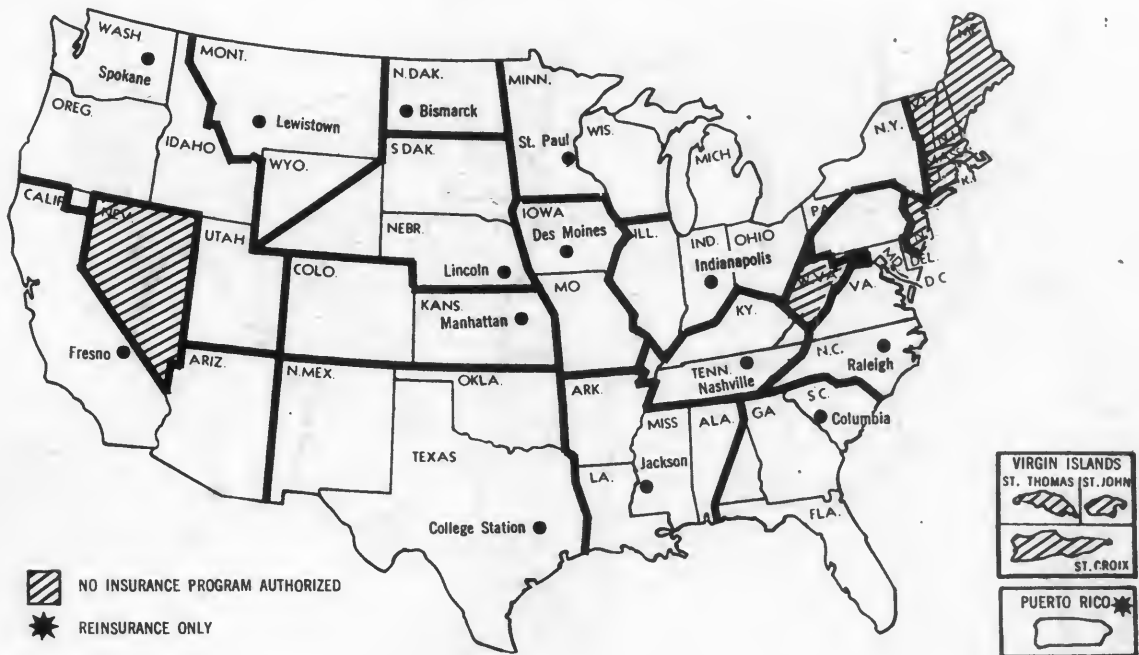 WASH.
Spokane
MONT.
Lewistown
N.DAK.
Bismarck
MINN.
St. Paul
WIS.
MICH
N.Y.
ME.
OREG.
IDAHO
WYO.
S DAK.
CALIF
NEV.
UTAH
NEBR.
Lincoln
IOWA
Des Moines
ILL.
IND.
Indianapolis
OHIO
PA.
R.I.
N.J.
MD.
DEL.
D C
W.VA.
VA.
COLO.
KANS.
Manhattan
MO
KY.
Fresno
ARIZ.
N.MEX.
OKLA.
ARK.
TENN.
Nashville
N.C.
Raleigh
S C.
Columbia
TEXAS
College Station
LA.
MISS
Jackson
ALA.
GA
FLA.
VIRGIN ISLANDS
ST. THOMAS
ST. JOHN
ST. CROIX
PUERTO RICO
NO INSURANCE PROGRAM AUTHORIZED
REINSURANCE ONLY